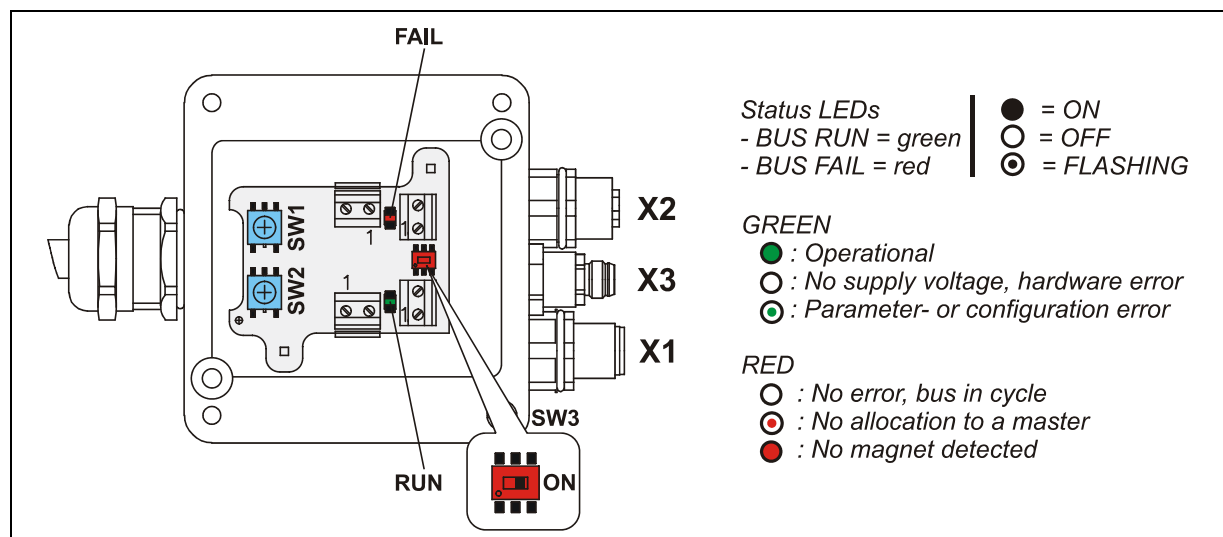 FAIL
SW1
SW2
1
1
1
1
X2
X3
X1
SW3
ON
RUN
Status LEDs
- BUS RUN = green
- BUS FAIL = red
= ON
= OFF
= FLASHING
GREEN
: Operational
: No supply voltage, hardware error
: Parameter- or configuration error
RED
: No error, bus in cycle
: No allocation to a master
: No magnet detected